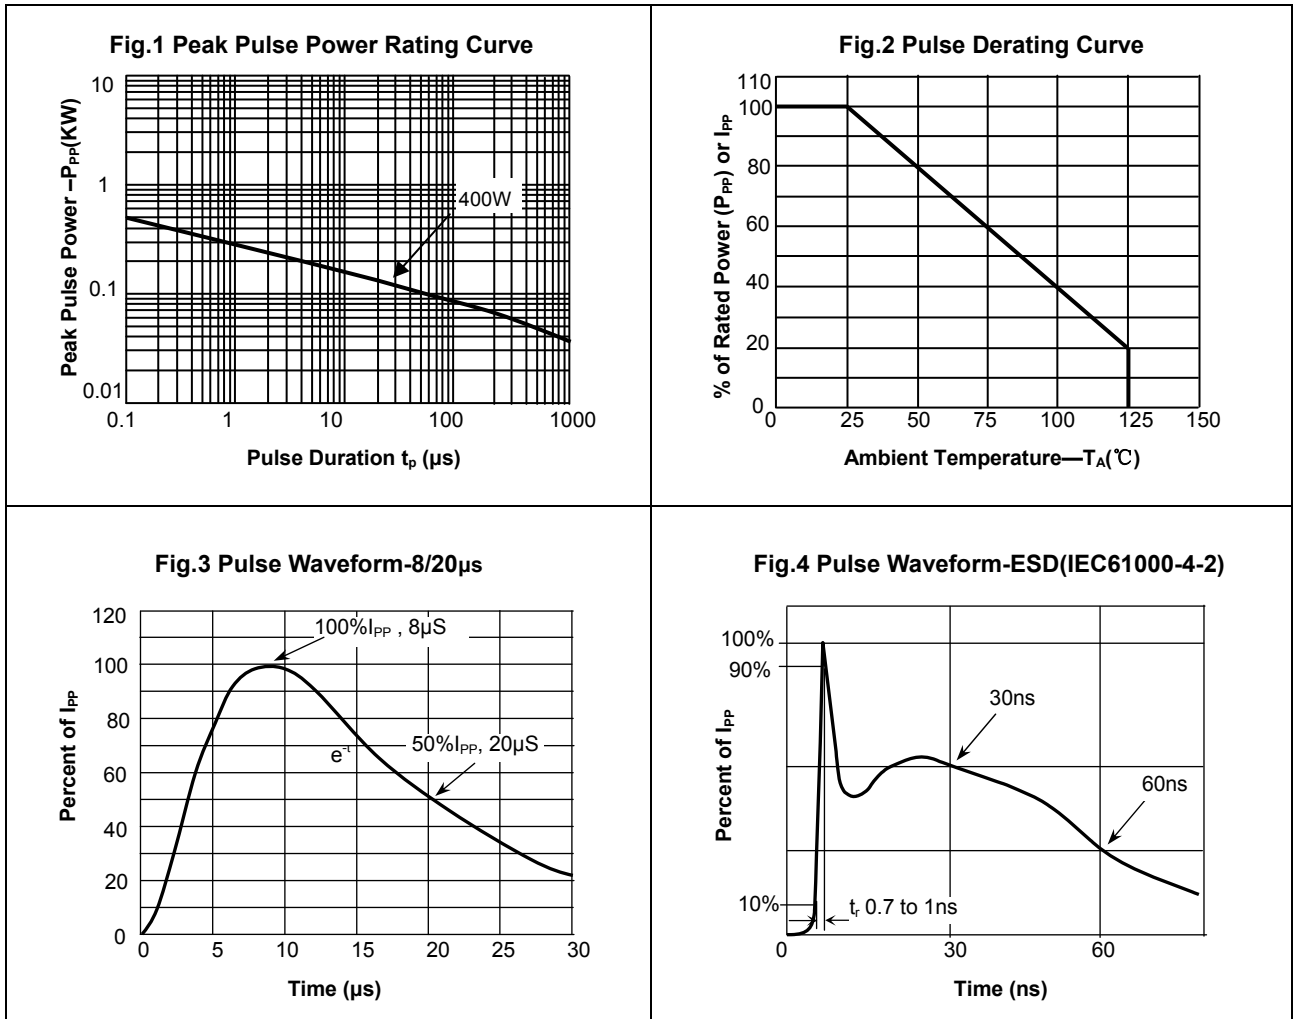 Fig.1 Peak Pulse Power Rating Curve
Peak Pulse Power –PPP(KW)
10
1
0.1
0.01
400W
0.1 1 10 100 1000
Pulse Duration tp (µs)
Fig.2 Pulse Derating Curve
% of Rated Power (PPP) or IPP
110
100
80
60
40
20
0
0 25 50 75 100 125 150
Ambient Temperature—TA(℃)
Fig.3 Pulse Waveform-8/20µs
Percent of IPP
120
100
80
60
40
20
0
100%IPP , 8µS
e-t
50%IPP, 20µS
0 5 10 15 20 25 30
Time (µs)
Fig.4 Pulse Waveform-ESD(IEC61000-4-2)
Percent of IPP
100%
90%
10%
30ns
60ns
tr 0.7 to 1ns
0 30 60
Time (ns)